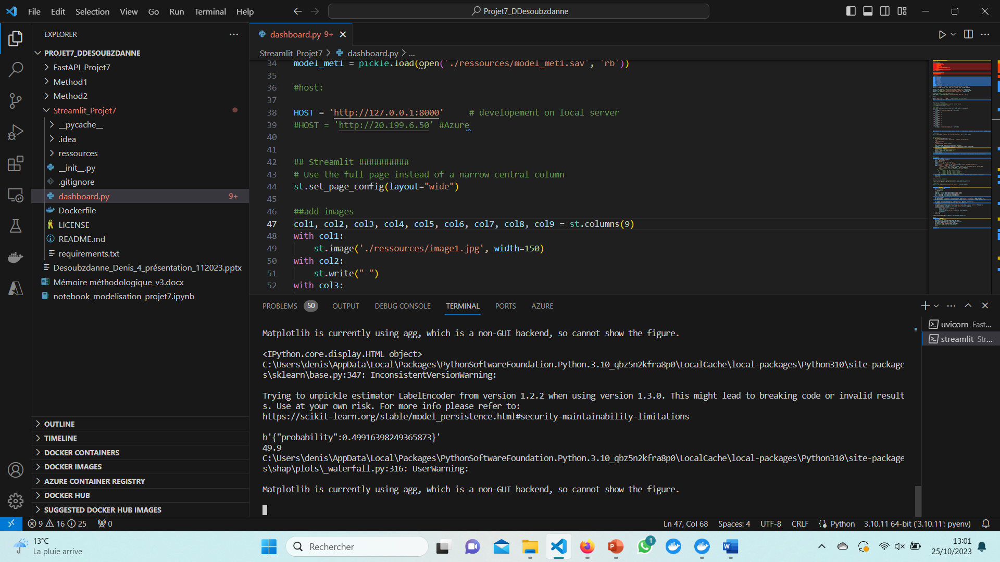 File Edit Selection View Go Run Terminal Help
Projet7_DDesoubzdanne
EXPLORER
PROJET7_DDESOUBZDANNE
FastAPI_Projet7
Method1
Method2
Streamlit_Projet7
__pycache__
.idea
ressources
__init__.py
.gitignore
dashboard.py 9+
Dockerfile
LICENSE
README.md
requirements.txt
Desoubzdanne_Denis_4_présentation_112023.pptx
Mémoire méthodologique_v3.docx
notebook_modelisation_projet7.ipynb
OUTLINE
TIMELINE
DOCKER CONTAINERS
DOCKER IMAGES
AZURE CONTAINER REGISTRY
DOCKER HUB
SUGGESTED DOCKER HUB IMAGES
dashboard.py 9+
Streamlit_Projet7 > dashboard.py > ...
34 model_met1 = pickle.load(open('./ressources/model_met1.sav', 'rb'))
35
36 #host:
37
38 HOST = 'http://127.0.0.1:8000'     # developement on local server
39 #HOST = 'http://20.199.6.50' #Azure
40
41
42 ## Streamlit ##########
43 # Use the full page instead of a narrow central column
44 st.set_page_config(layout="wide")
45
46 ##add images
47 col1, col2, col3, col4, col5, col6, col7, col8, col9 = st.columns(9)
48 with col1:
49     st.image('./ressources/image1.jpg', width=150)
50 with col2:
51     st.write(" ")
52 with col3:
PROBLEMS 50 OUTPUT DEBUG CONSOLE TERMINAL PORTS AZURE
Matplotlib is currently using agg, which is a non-GUI backend, so cannot show the figure.
<IPython.core.display.HTML object>
C:\Users\denis\AppData\Local\Packages\PythonSoftwareFoundation.Python.3.10_qbz5n2kfra8p0\LocalCache\local-packages\Python310\site-package
s\sklearn\base.py:347: InconsistentVersionWarning:
Trying to unpickle estimator LabelEncoder from version 1.2.2 when using version 1.3.0. This might lead to breaking code or invalid result
s. Use at your own risk. For more info please refer to:
https://scikit-learn.org/stable/model_persistence.html#security-maintainability-limitations
b'{"probability":0.49916398249365873}'
49.9
C:\Users\denis\AppData\Local\Packages\PythonSoftwareFoundation.Python.3.10_qbz5n2kfra8p0\LocalCache\local-packages\Python310\site-package
s\shap\plots\_waterfall.py:316: UserWarning:
Matplotlib is currently using agg, which is a non-GUI backend, so cannot show the figure.
uvicorn Fast...
streamlit Str...
9 16 25 0
Ln 47, Col 68 Spaces: 4 UTF-8 CRLF Python 3.10.11 64-bit ('3.10.11': pyenv)
13°C
La pluie arrive
Rechercher
1
13:01
25/10/2023